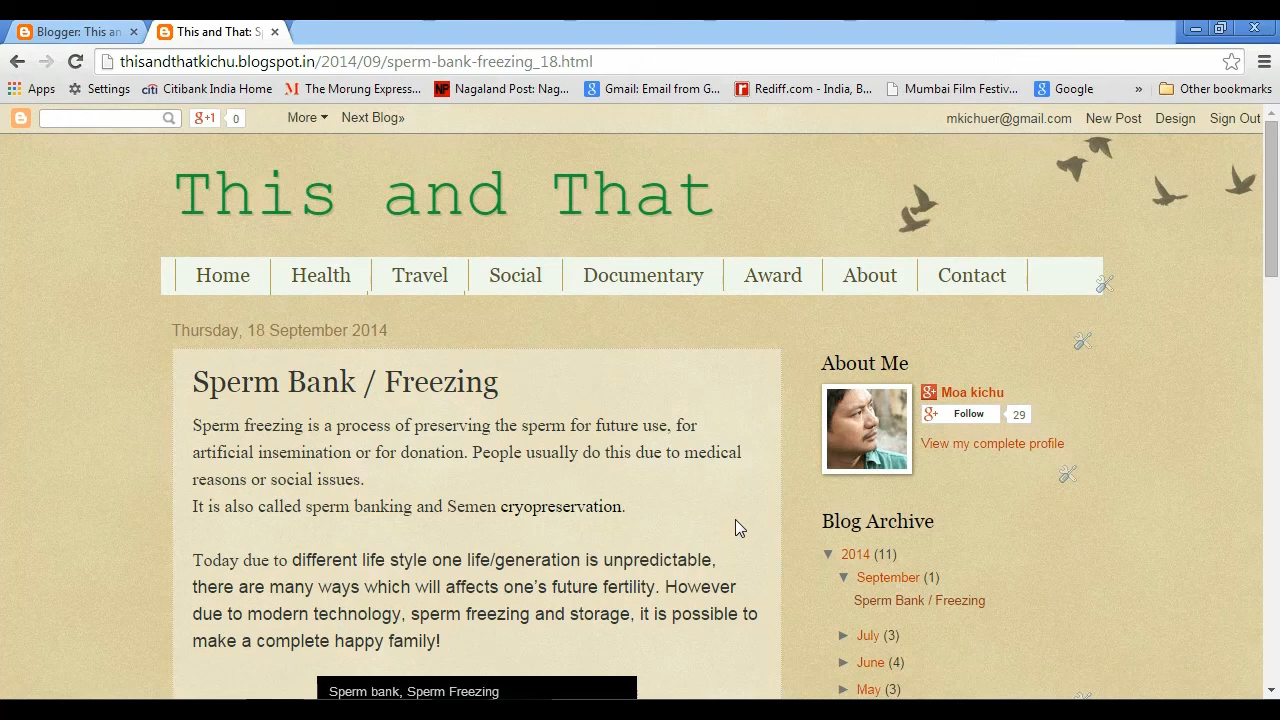 Blogger: This an
This and That: S
thisandthatkichu.blogspot.in/2014/09/sperm-bank-freezing_18.html
Apps Settings citi Citibank India Home M The Morung Express... NP Nagaland Post: Nag... g Gmail: Email from G... Rediff.com - India, B... Mumbai Film Festiv... g Google » Other bookmarks
g+1 0 More Next Blog» mkichuer@gmail.com New Post Design Sign Out
This and That
Home Health Travel Social Documentary Award About Contact
Thursday, 18 September 2014
Sperm Bank / Freezing
Sperm freezing is a process of preserving the sperm for future use, for
artificial insemination or for donation. People usually do this due to medical
reasons or social issues.
It is also called sperm banking and Semen cryopreservation.
Today due to different life style one life/generation is unpredictable,
there are many ways which will affects one's future fertility. However
due to modern technology, sperm freezing and storage, it is possible to
make a complete happy family!
Sperm bank, Sperm Freezing
About Me
g+ Moa kichu
g+ Follow 29
View my complete profile
Blog Archive
▼ 2014 (11)
▼ September (1)
Sperm Bank / Freezing
► July (3)
► June (4)
► May (3)